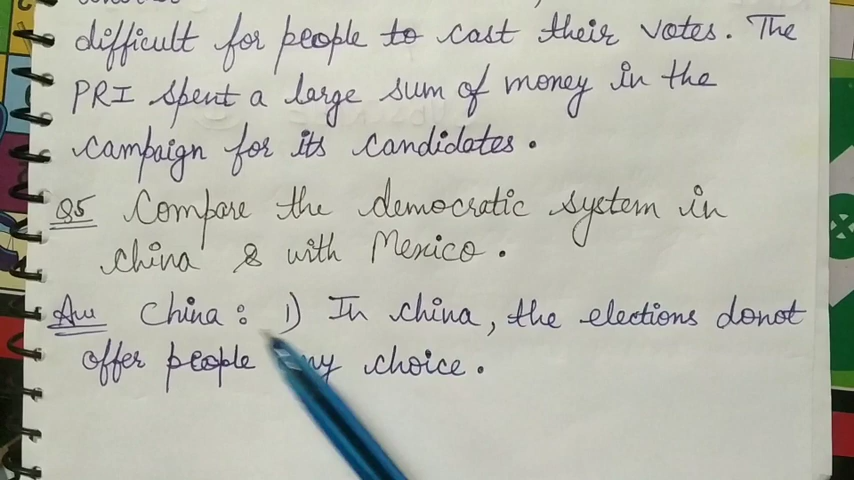 difficult for people to cast their votes. The
PRI spent a large sum of money in the
campaign for its candidates.
Q5 Compare the democratic system in
china & with Mexico.
Ans China: 1) In china, the elections donot
offer people any choice.